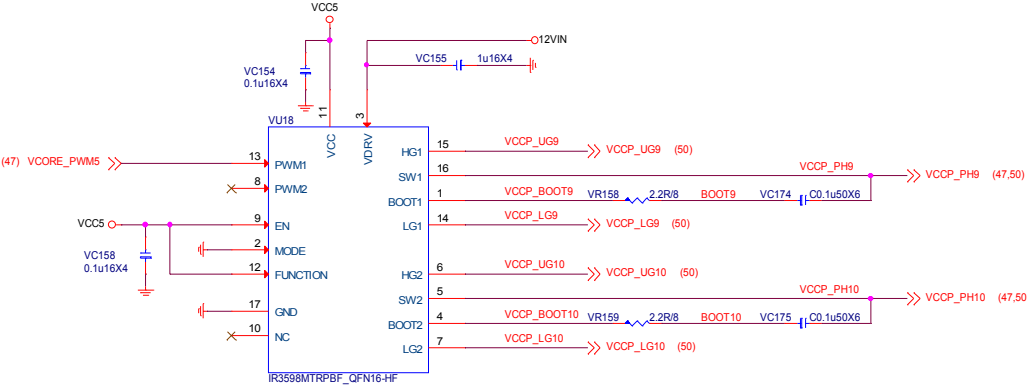 VCC5
12VIN
VC155 1u16X4
VC154
0.1u16X4
11
3
VU18
VCC
VDRV
(47) VCORE_PWM5
13 PWM1
8 PWM2
VCC5
9 EN
2 MODE
VC158
0.1u16X4
12 FUNCTION
17 GND
10 NC
HG1 15 VCCP_UG9 VCCP_UG9 (50)
SW1 16 VCCP_PH9 VCCP_PH9 (47,50)
BOOT1 1 VCCP_BOOT9 VR158 2.2R/8 BOOT9 VC174 C0.1u50X6
LG1 14 VCCP_LG9 VCCP_LG9 (50)
HG2 6 VCCP_UG10 VCCP_UG10 (50)
SW2 5 VCCP_PH10 VCCP_PH10 (47,50
BOOT2 4 VCCP_BOOT10 VR159 2.2R/8 BOOT10 VC175 C0.1u50X6
LG2 7 VCCP_LG10 VCCP_LG10 (50)
IR3598MTRPBF_QFN16-HF